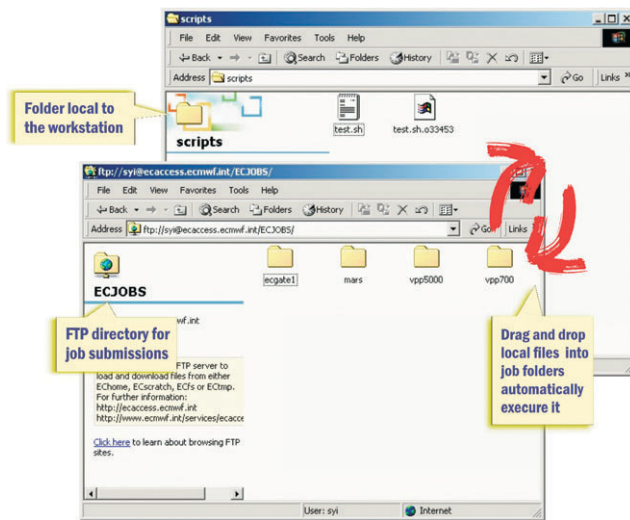 scripts
File Edit View Favorites Tools Help
Back Search Folders History
Address scripts Go Links
Folder local to
the workstation
scripts
test.sh test.sh.o33453
ftp://syi@ecaccess.ecmwf.int/ECJOBS/
File Edit View Favorites Tools Help
Back Search Folders History
Address ftp://syi@ecaccess.ecmwf.int/ECJOBS/ Go Links
ECJOBS
ecgate1 mars vpp5000 vpp700
FTP directory for
job submissions
wf.int
FTP server to
load and download files from either
EChome, ECscratch, ECfs or ECtmp.
For further information:
http://ecaccess.ecmwf.int
http://www.ecmwf.int/services/ecacce
Click here to learn about browsing FTP
sites.
Drag and drop
local files into
job folders
automatically
execure it
User: syi Internet